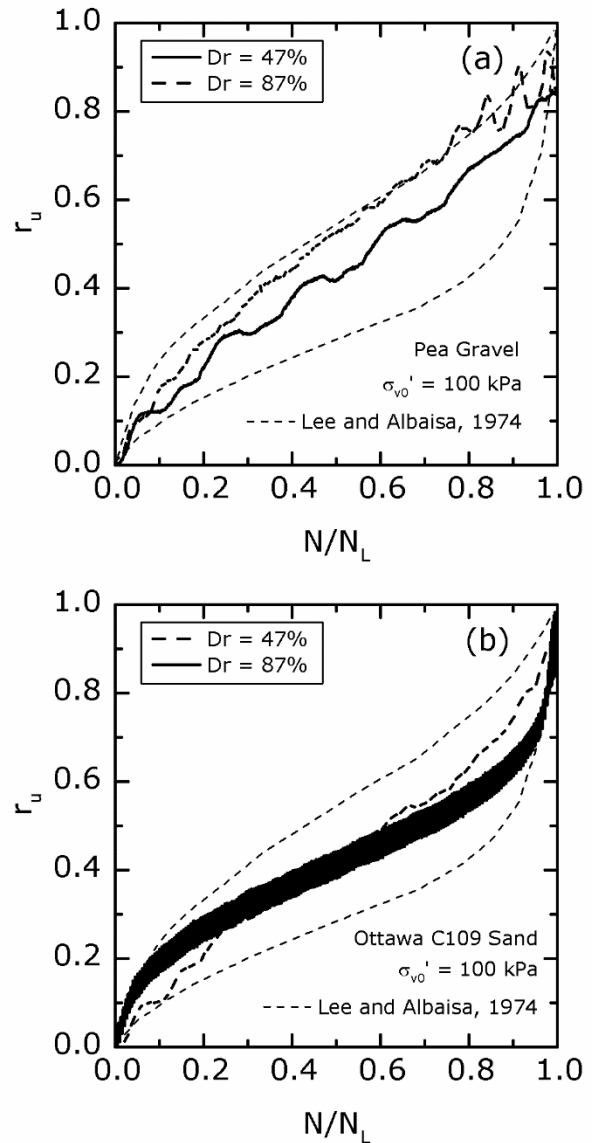 1.0
0.8
0.6
0.4
0.2
0.0
r_u
Dr = 47%
Dr = 87%
(a)
Pea Gravel
σ_v0' = 100 kPa
Lee and Albaisa, 1974
0.0 0.2 0.4 0.6 0.8 1.0
N/N_L
1.0
0.8
0.6
0.4
0.2
0.0
r_u
Dr = 47%
Dr = 87%
(b)
Ottawa C109 Sand
σ_v0' = 100 kPa
Lee and Albaisa, 1974
0.0 0.2 0.4 0.6 0.8 1.0
N/N_L